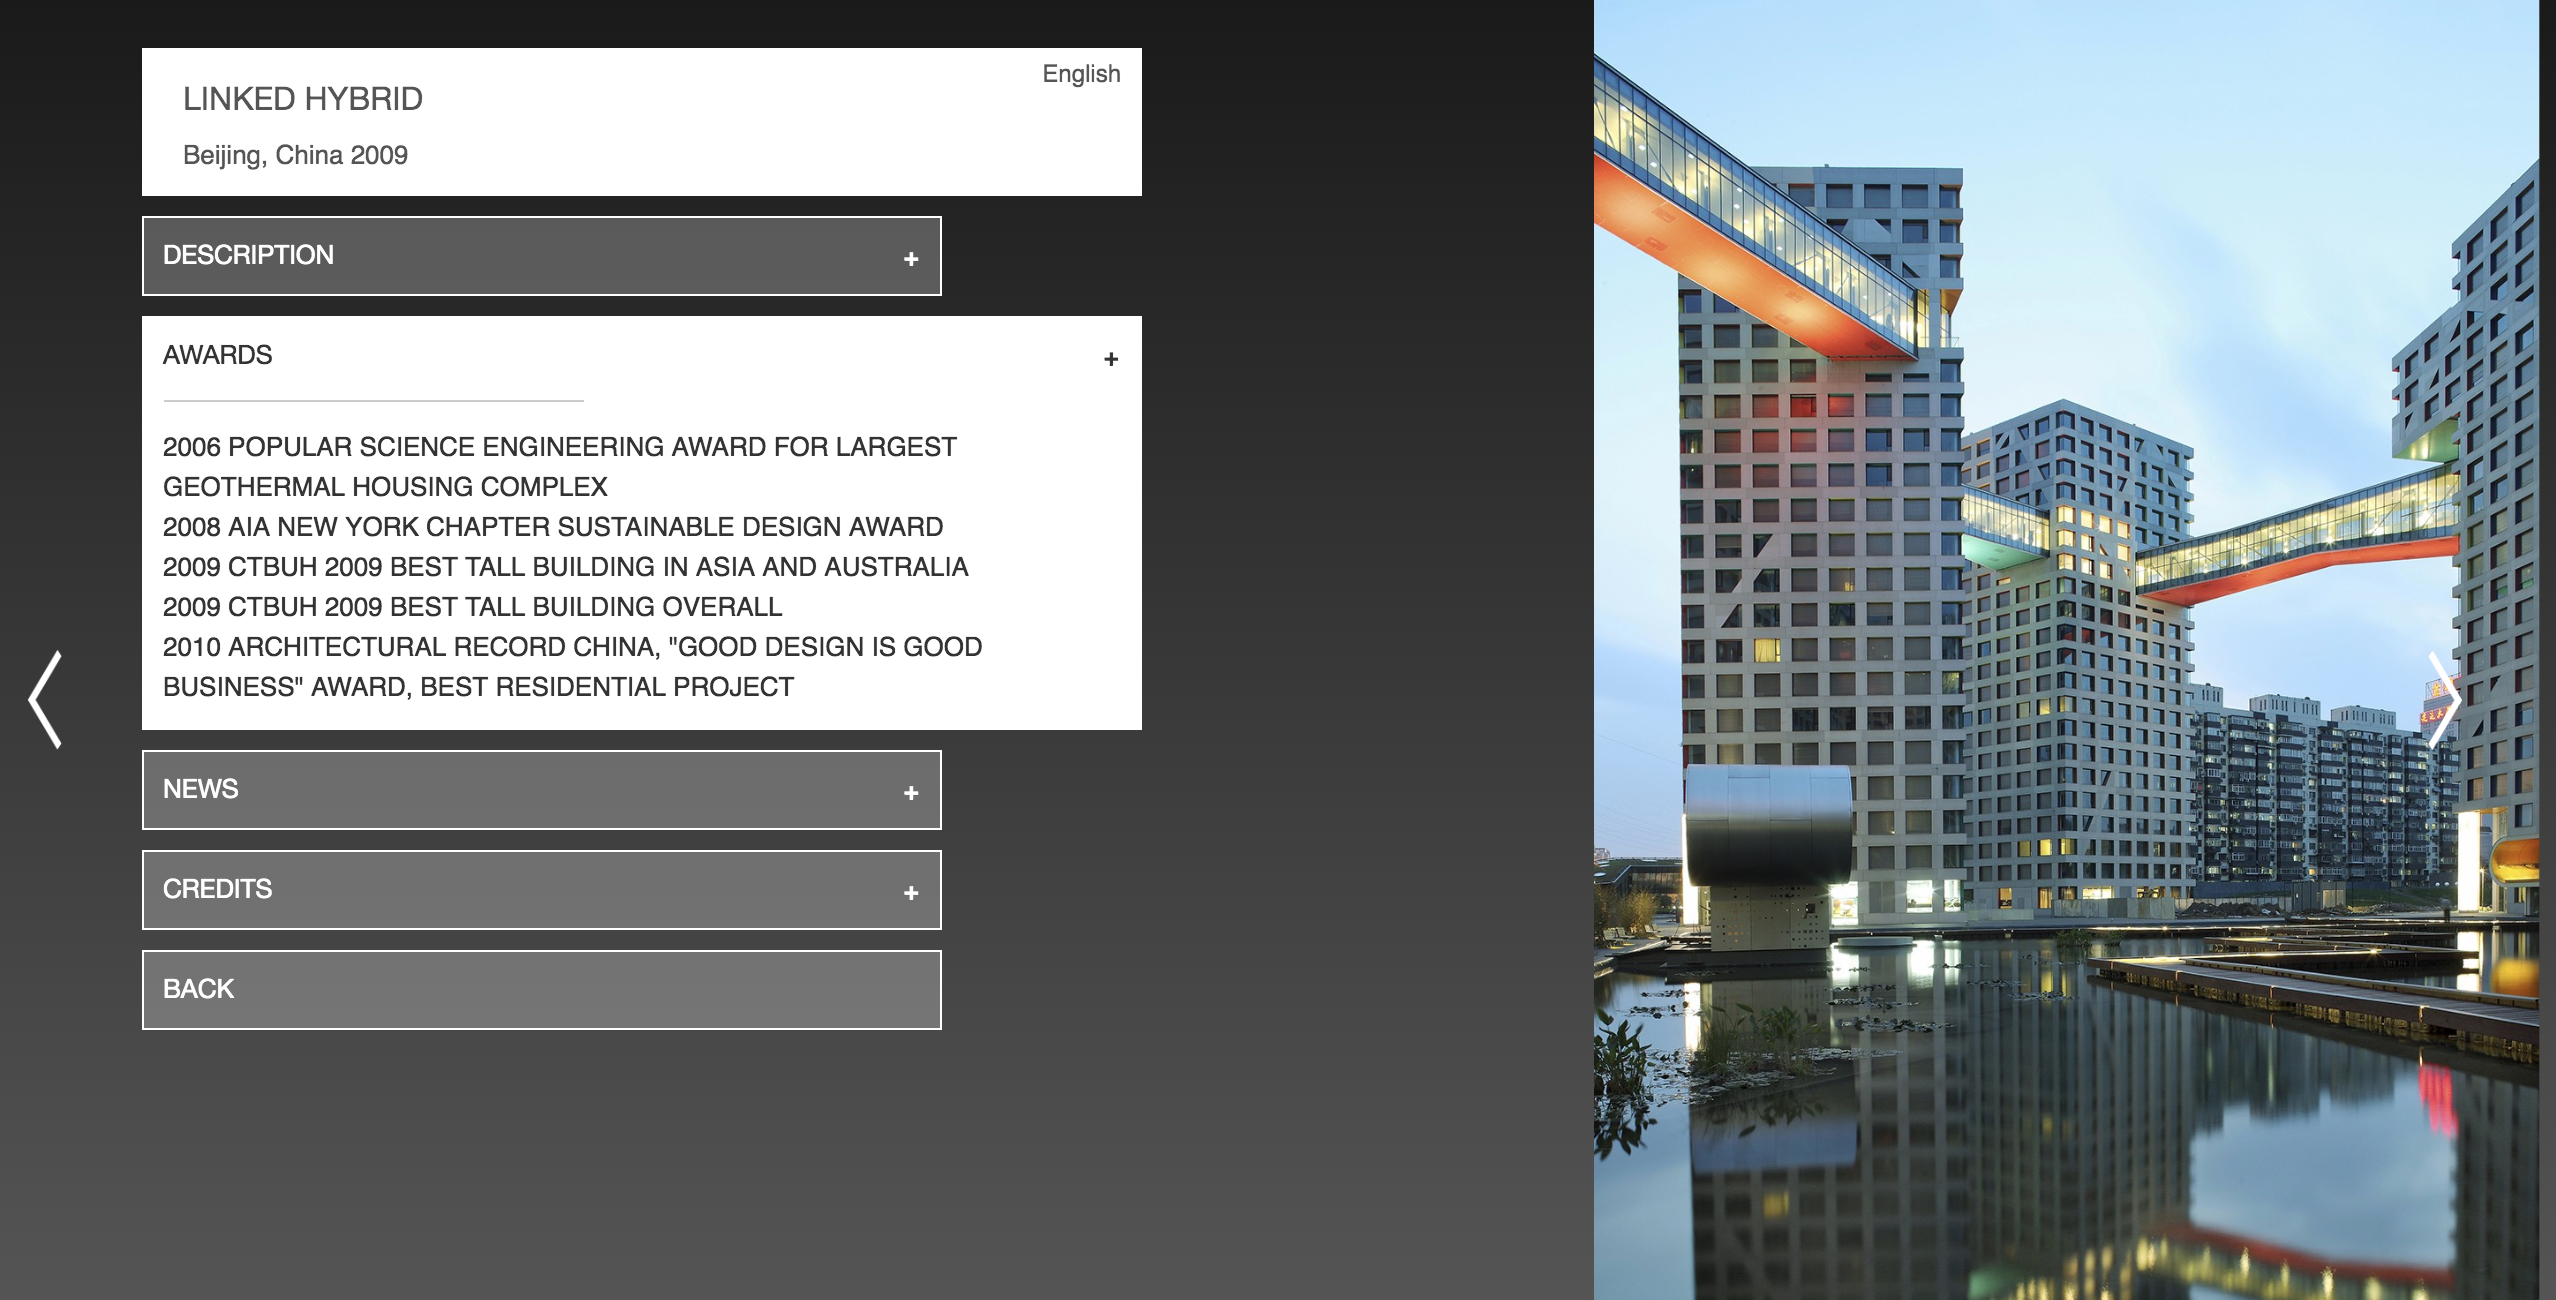 English
LINKED HYBRID
Beijing, China 2009
DESCRIPTION +
AWARDS +
2006 POPULAR SCIENCE ENGINEERING AWARD FOR LARGEST
GEOTHERMAL HOUSING COMPLEX
2008 AIA NEW YORK CHAPTER SUSTAINABLE DESIGN AWARD
2009 CTBUH 2009 BEST TALL BUILDING IN ASIA AND AUSTRALIA
2009 CTBUH 2009 BEST TALL BUILDING OVERALL
2010 ARCHITECTURAL RECORD CHINA, "GOOD DESIGN IS GOOD
BUSINESS" AWARD, BEST RESIDENTIAL PROJECT
NEWS +
CREDITS +
BACK